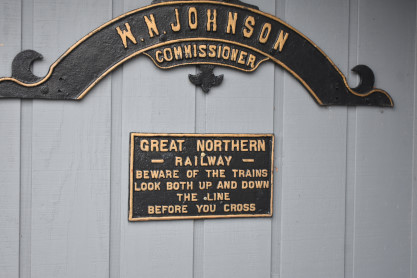 W.N. JOHNSON
COMMISSIONER
GREAT NORTHERN
— RAILWAY —
BEWARE OF THE TRAINS
LOOK BOTH UP AND DOWN
THE LINE
BEFORE YOU CROSS